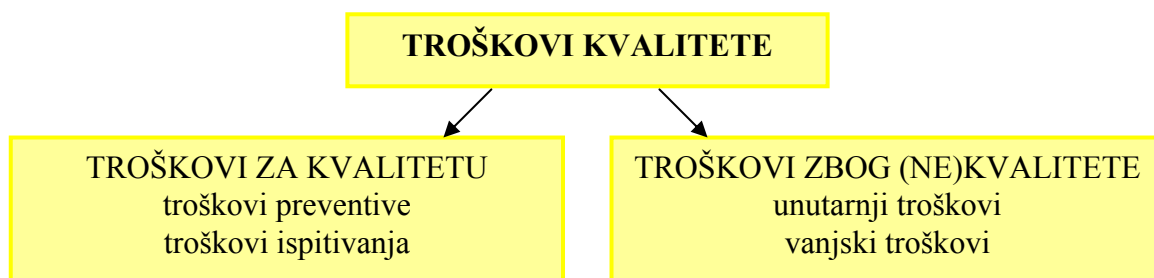 TROŠKOVI KVALITETE
TROŠKOVI ZA KVALITETU
troškovi preventive
troškovi ispitivanja
TROŠKOVI ZBOG (NE)KVALITETE
unutarnji troškovi
vanjski troškovi